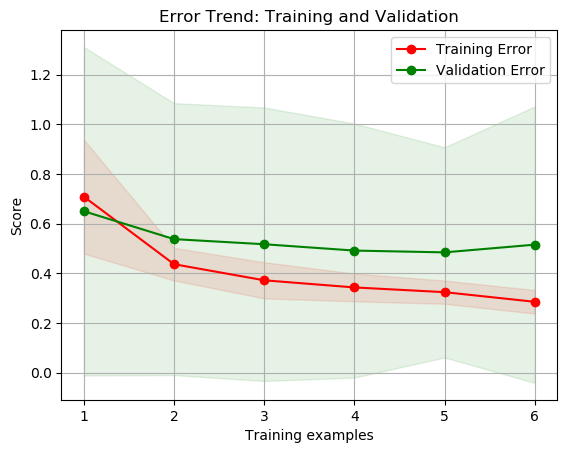 Error Trend: Training and Validation
Training Error
Validation Error
Score
1.2
1.0
0.8
0.6
0.4
0.2
0.0
1 2 3 4 5 6
Training examples